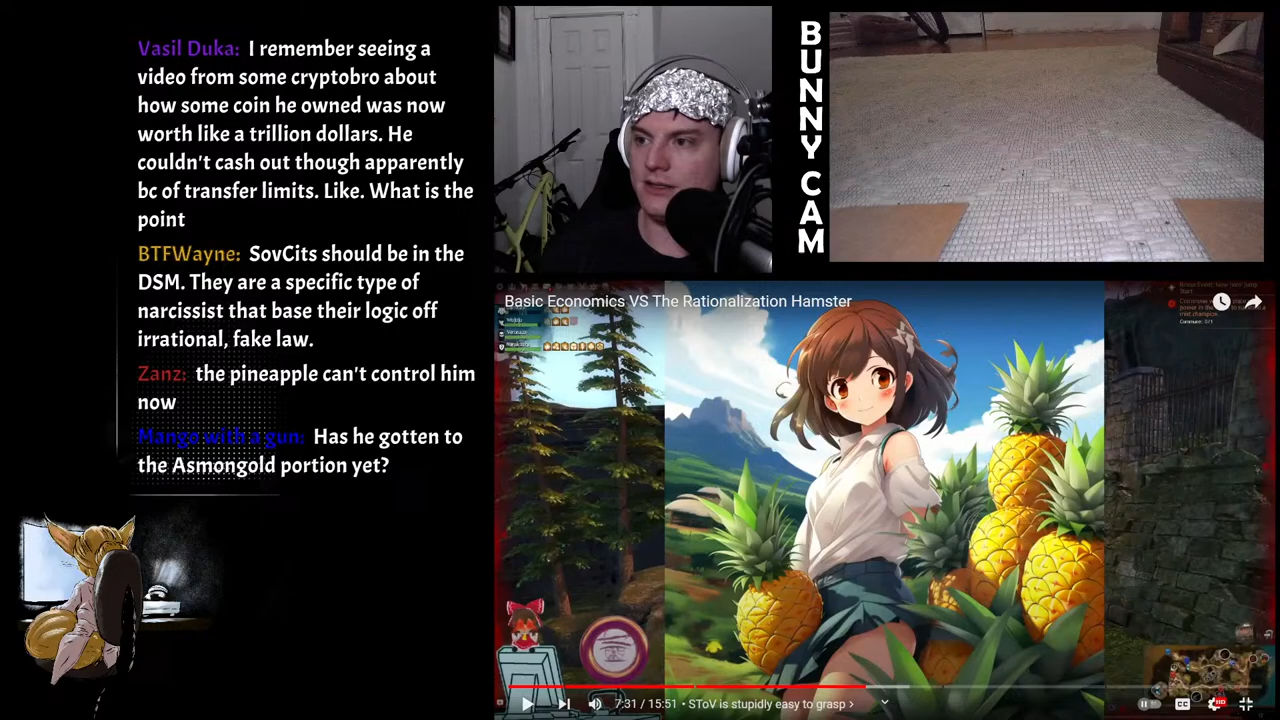 Vasil Duka: I remember seeing a
video from some cryptobro about
how some coin he owned was now
worth like a trillion dollars. He
couldn't cash out though apparently
bc of transfer limits. Like. What is the
point
BTFWayne: SovCits should be in the
DSM. They are a specific type of
narcissist that base their logic off
irrational, fake law.
Zanz: the pineapple can't control him
now
Mango with a gun: Has he gotten to
the Asmongold portion yet?
BUNNY CAM
Basic Economics VS The Rationalization Hamster
7:31 / 15:51 • SToV is stupidly easy to grasp ›
CC
HD